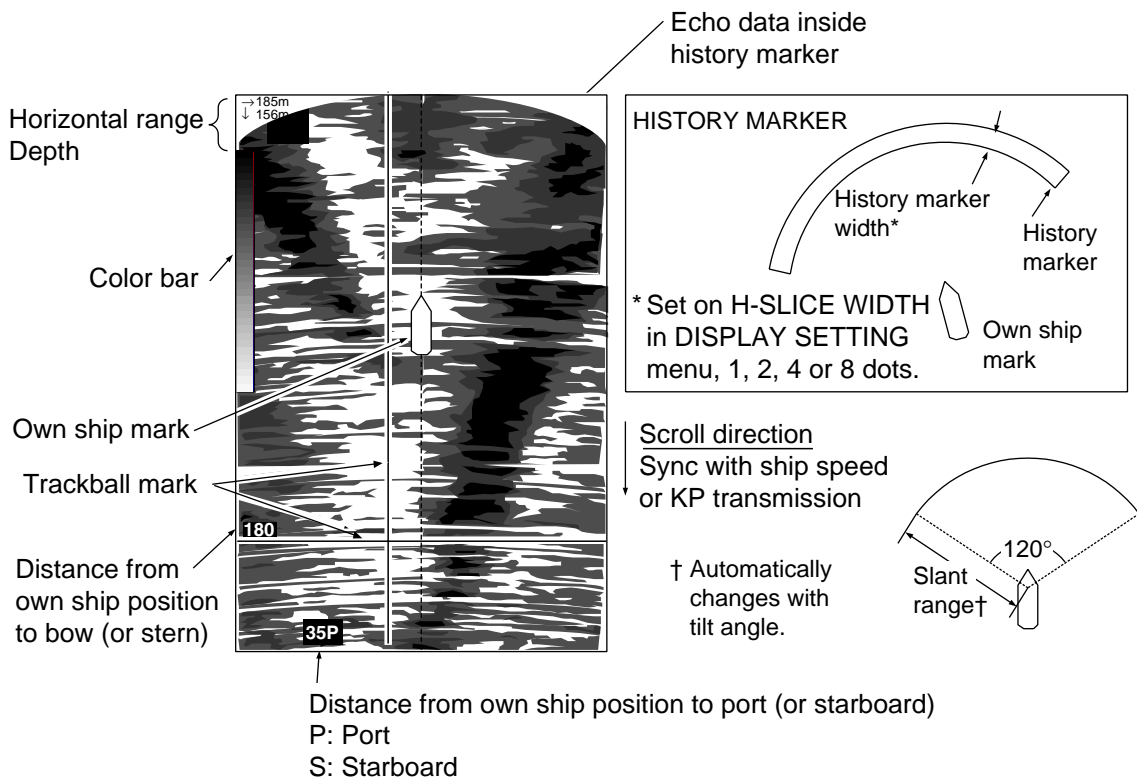 Echo data inside
history marker
→185m
↓ 156m
Horizontal range
Depth
HISTORY MARKER
History marker
width*
History
marker
Color bar
* Set on H-SLICE WIDTH
in DISPLAY SETTING
menu, 1, 2, 4 or 8 dots.
Own ship
mark
Own ship mark
Scroll direction
Sync with ship speed
or KP transmission
Trackball mark
180
120°
Slant
range†
Distance from
own ship position
to bow (or stern)
† Automatically
changes with
tilt angle.
35P
Distance from own ship position to port (or starboard)
P: Port
S: Starboard